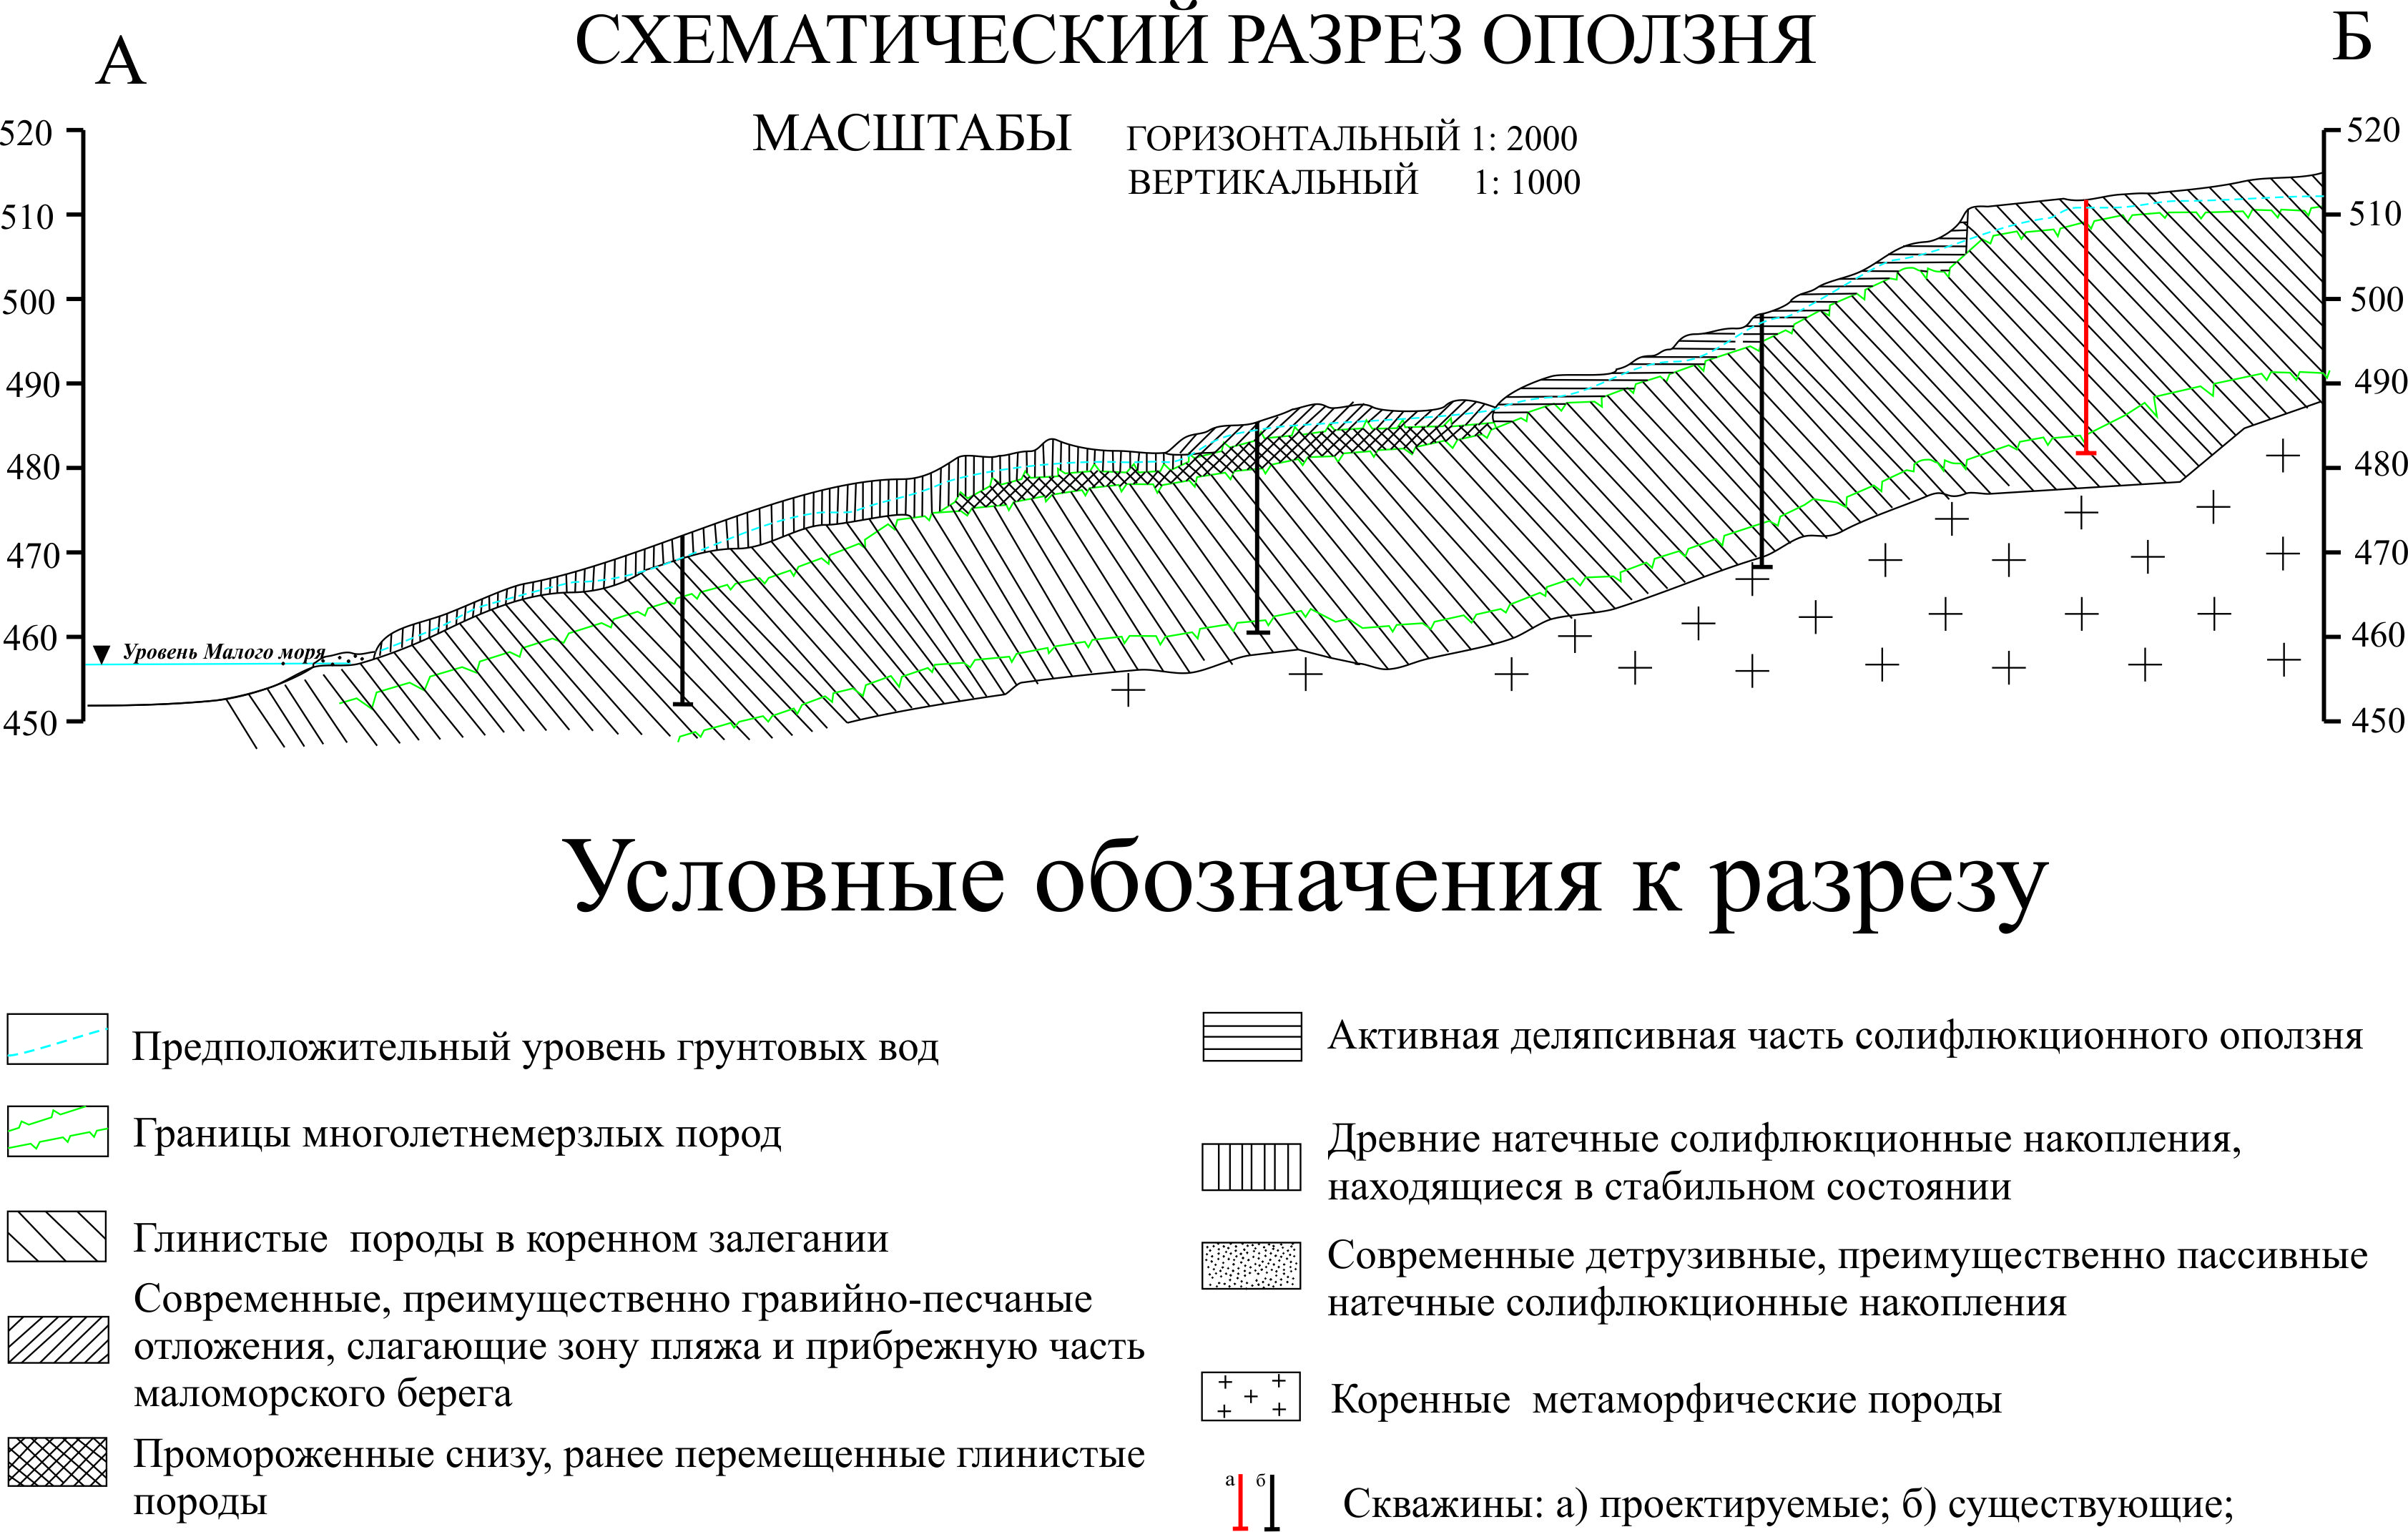 СХЕМАТИЧЕСКИЙ РАЗРЕЗ ОПОЛЗНЯ
А
Б
МАСШТАБЫ
ГОРИЗОНТАЛЬНЫЙ 1: 2000
ВЕРТИКАЛЬНЫЙ 1: 1000
520
510
500
490
480
470
460
450
Уровень Малого моря
520
510
500
490
480
470
460
450
Условные обозначения к разрезу
Предположительный уровень грунтовых вод
Границы многолетнемерзлых пород
Глинистые породы в коренном залегании
Современные, преимущественно гравийно-песчаные
отложения, слагающие зону пляжа и прибрежную часть
маломорского берега
Промороженные снизу, ранее перемещенные глинистые
породы
Активная деляпсивная часть солифлюкционного оползня
Древние натечные солифлюкционные накопления,
находящиеся в стабильном состоянии
Современные детрузивные, преимущественно пассивные
натечные солифлюкционные накопления
Коренные метаморфические породы
а б
Скважины: а) проектируемые; б) существующие;